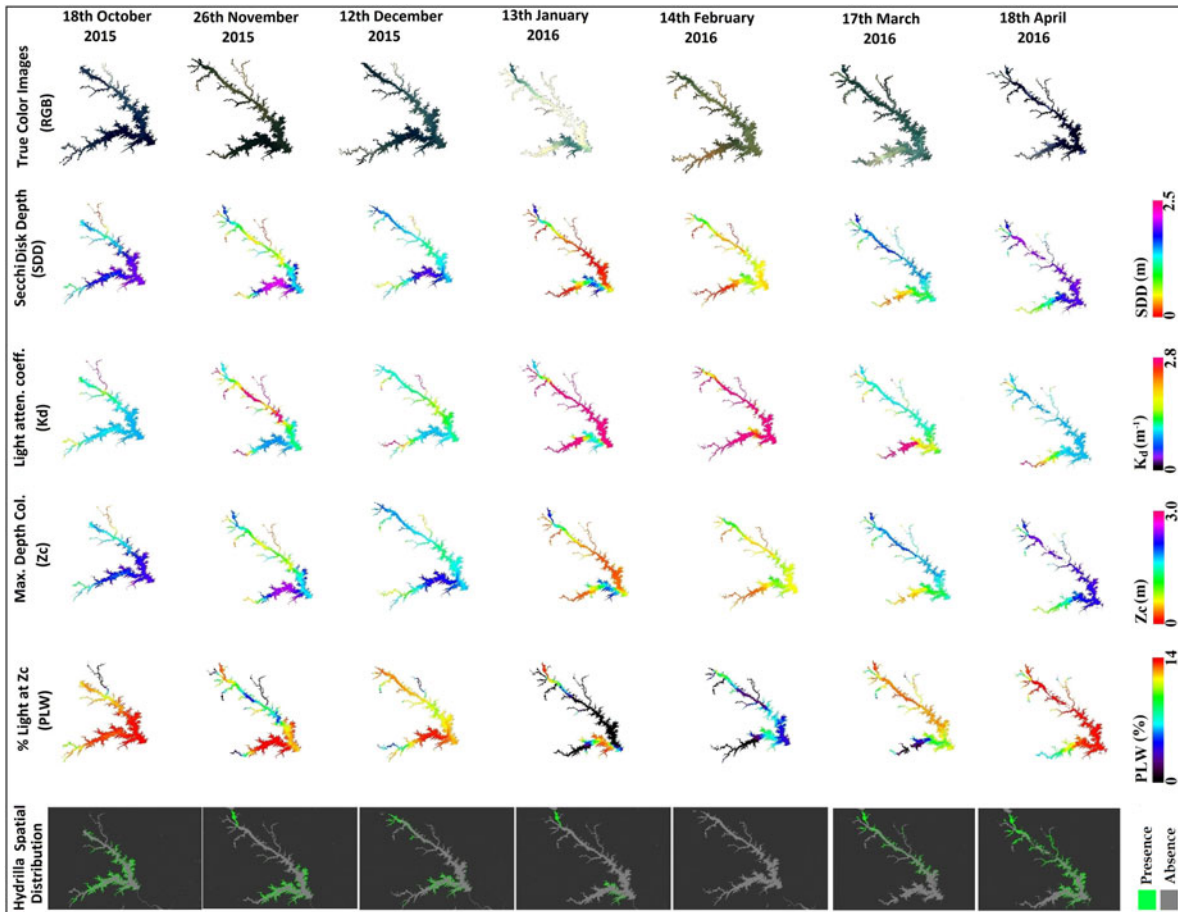 18th October
2015
26th November
2015
12th December
2015
13th January
2016
14th February
2016
17th March
2016
18th April
2016
True Color Images
(RGB)
SecchiDisk Depth
(SDD)
2.5
SDD (m)
0
Light atten. coeff.
(Kd)
2.8
Kd (m⁻¹)
0
Max. Depth Col.
(Zc)
3.0
Zc (m)
0
% Light at Zc
(PLW)
14
PLW (%)
0
Hydrilla Spatial
Distribution
Presence
Absence